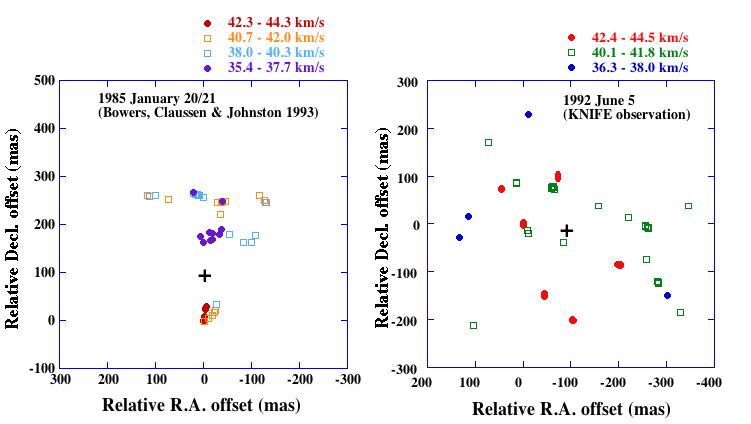 42.3 - 44.3 km/s
40.7 - 42.0 km/s
38.0 - 40.3 km/s
35.4 - 37.7 km/s
1985 January 20/21
(Bowers, Claussen & Johnston 1993)
500
400
300
200
100
0
-100
300
200
100
0
-100
-200
-300
Relative Decl. offset (mas)
Relative R.A. offset (mas)
42.4 - 44.5 km/s
40.1 - 41.8 km/s
36.3 - 38.0 km/s
1992 June 5
(KNIFE observation)
300
200
100
0
-100
-200
-300
200
100
0
-100
-200
-300
-400
Relative Decl. offset (mas)
Relative R.A. offset (mas)